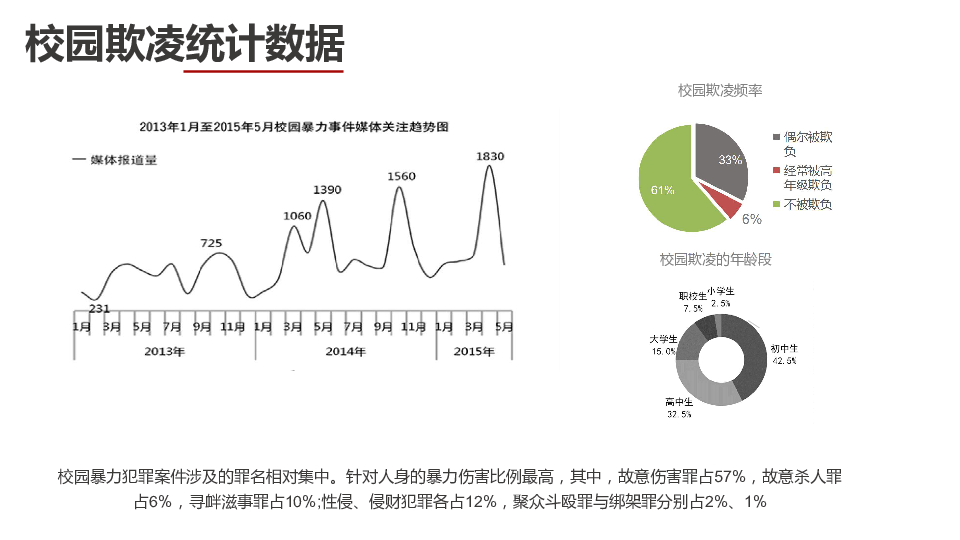 校园欺凌统计数据
2013年1月至2015年5月校园暴力事件媒体关注趋势图
媒体报道量
231
725
1060
1390
1560
1830
1月 3月 5月 7月 9月 11月 1月 3月 5月 7月 9月 11月 1月 3月 5月
2013年 2014年 2015年
校园欺凌频率
33%
61%
6%
偶尔被欺
负
经常被高
年级欺负
不被欺负
校园欺凌的年龄段
小学生
2.5%
职校生
7.5%
大学生
15.0%
初中生
42.5%
高中生
32.5%
校园暴力犯罪案件涉及的罪名相对集中。针对人身的暴力伤害比例最高，其中，故意伤害罪占57%，故意杀人罪
占6%，寻衅滋事罪占10%;性侵、侵财犯罪各占12%，聚众斗殴罪与绑架罪分别占2%、1%